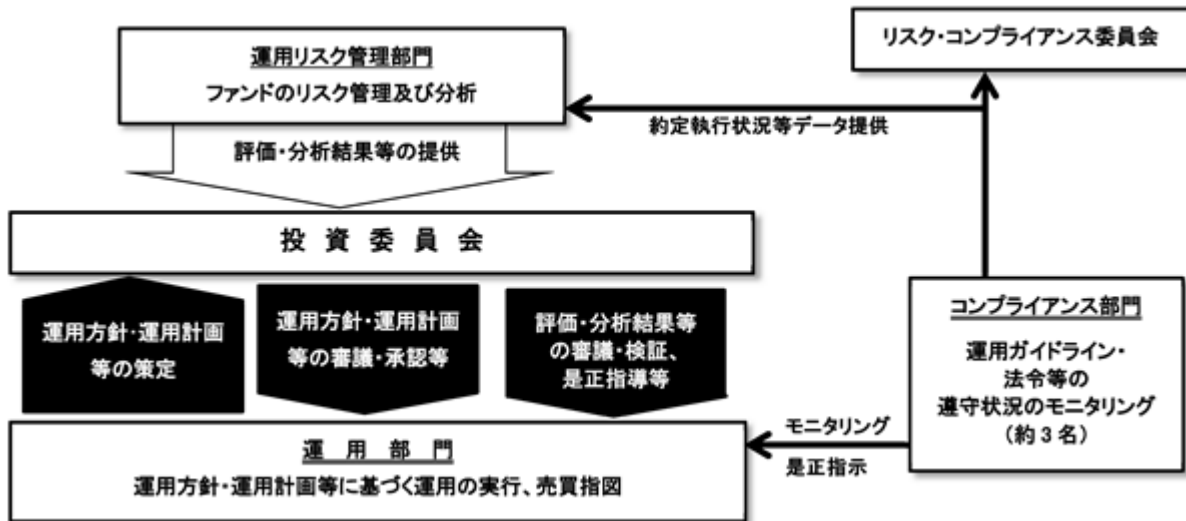 運用リスク管理部門
ファンドのリスク管理及び分析
リスク・コンプライアンス委員会
約定執行状況等データ提供
評価・分析結果等の提供
投 資 委 員 会
運用方針・運用計画
等の策定
運用方針・運用計画
等の審議・承認等
評価・分析結果等
の審議・検証、
是正指導等
コンプライアンス部門
運用ガイドライン・
法令等の
遵守状況のモニタリング
(約3名)
モニタリング
是正指示
運 用 部 門
運用方針・運用計画等に基づく運用の実行、売買指図